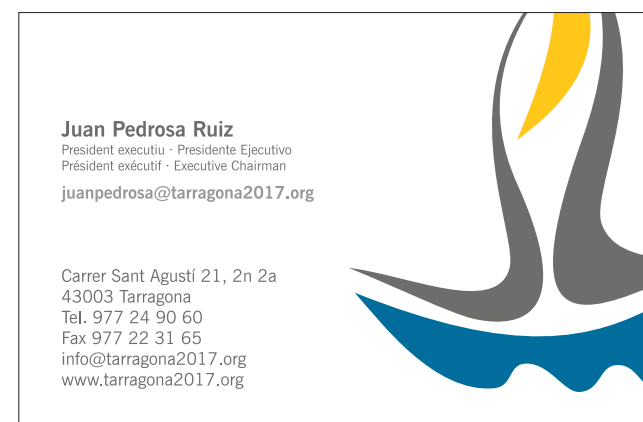 Juan Pedrosa Ruiz
President executiu · Presidente Ejecutivo
Président exécutif · Executive Chairman
juanpedrosa@tarragona2017.org
Carrer Sant Agustí 21, 2n 2a
43003 Tarragona
Tel. 977 24 90 60
Fax 977 22 31 65
info@tarragona2017.org
www.tarragona2017.org